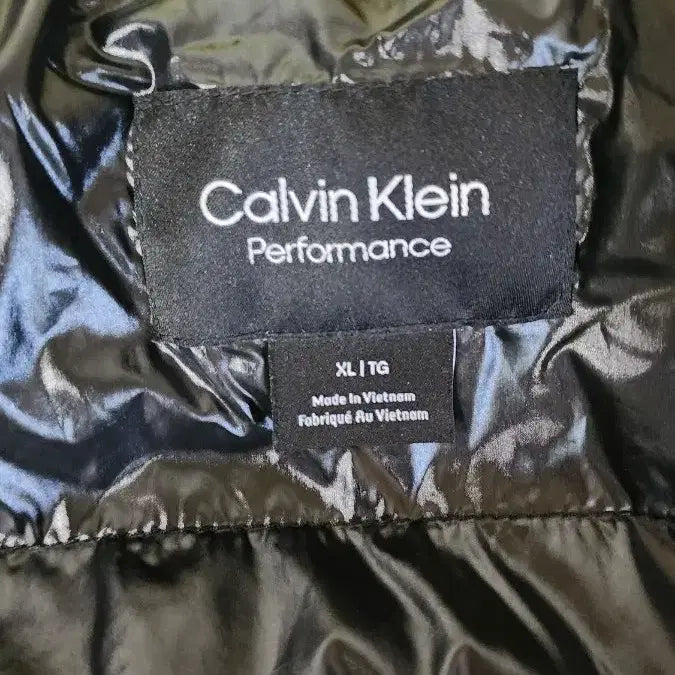 Calvin Klein
Performance
XL | TG
Made In Vietnam
Fabriqué Au Vietnam